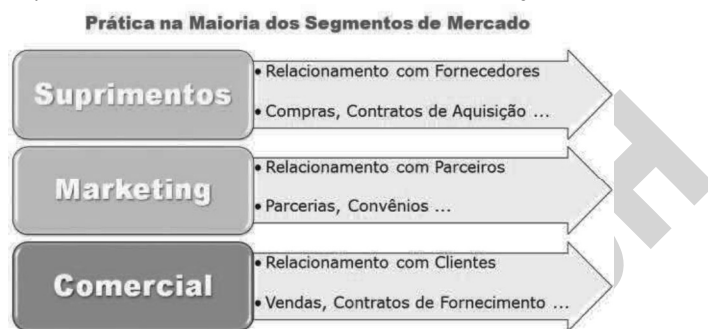 Prática na Maioria dos Segmentos de Mercado
Suprimentos
• Relacionamento com Fornecedores
• Compras, Contratos de Aquisição ...
Marketing
• Relacionamento com Parceiros
• Parcerias, Convênios ...
Comercial
• Relacionamento com Clientes
• Vendas, Contratos de Fornecimento ...